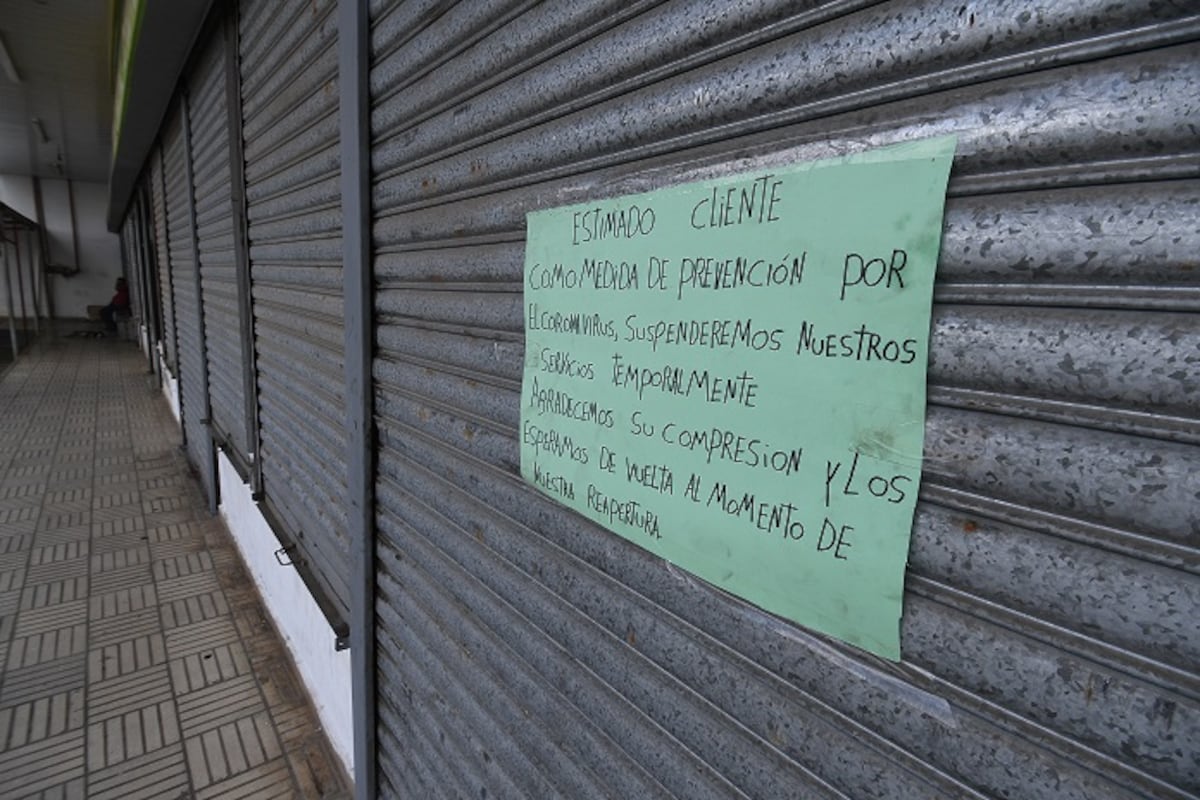 ESTIMADO CLIENTE
COMO MEDIDA DE PREVENCIÓN POR
EL CORONAVIRUS, SUSPENDEREMOS NUESTROS
SERVICIOS TEMPORALMENTE
AGRADECEMOS SU COMPRESION Y LOS
ESPERAMOS DE VUELTA AL MOMENTO DE
NUESTRA REAPERTURA